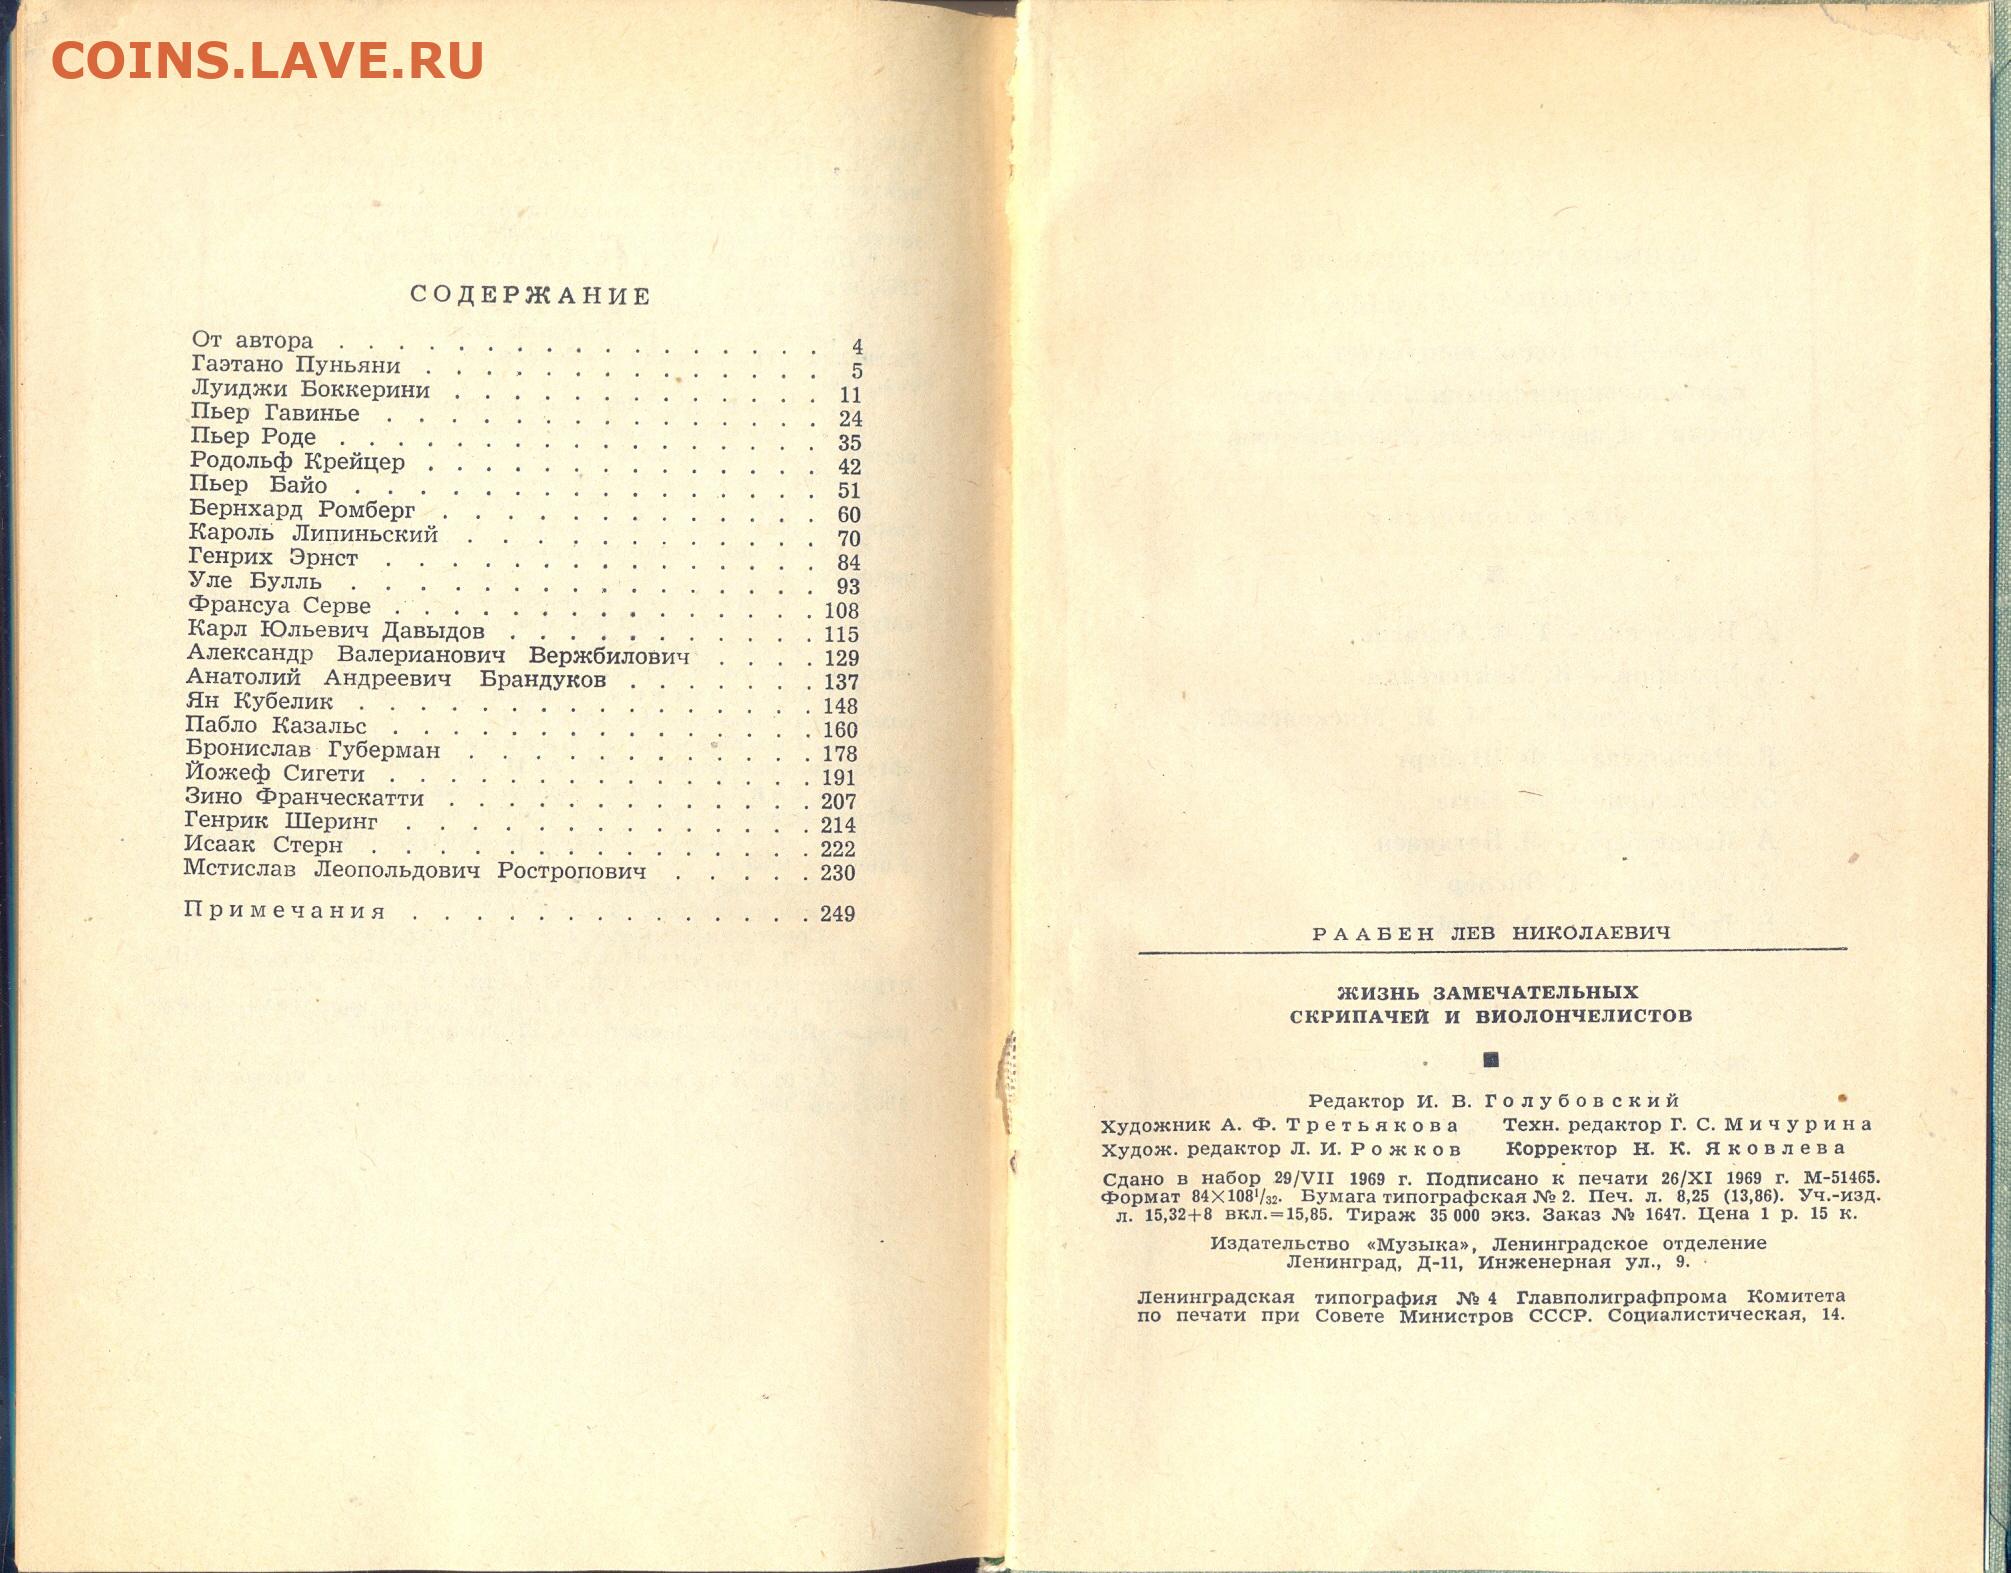 COINS.LAVE.RU
СОДЕРЖАНИЕ
От автора . . . . . . . . . . . . . . . . . 4
Гаэтано Пуньяни . . . . . . . . . . . . . . 5
Луиджи Боккерини . . . . . . . . . . . . . 11
Пьер Гавинье . . . . . . . . . . . . . . . 24
Пьер Роде . . . . . . . . . . . . . . . . . 35
Родольф Крейцер . . . . . . . . . . . . . . 42
Пьер Байо . . . . . . . . . . . . . . . . 51
Бернхард Ромберг . . . . . . . . . . . . . 60
Кароль Липиньский . . . . . . . . . . . . 70
Генрих Эрнст . . . . . . . . . . . . . . . 84
Уле Булль . . . . . . . . . . . . . . . . 93
Франсуа Серве . . . . . . . . . . . . . . . 108
Карл Юльевич Давыдов . . . . . . . . . . . 115
Александр Валерианович Вержбилович . . . . 129
Анатолий Андреевич Брандуков . . . . . . . 137
Ян Кубелик . . . . . . . . . . . . . . . . 148
Пабло Казальс . . . . . . . . . . . . . . . 160
Бронислав Губерман . . . . . . . . . . . . 178
Йожеф Сигети . . . . . . . . . . . . . . . 191
Зино Франческатти . . . . . . . . . . . . . 207
Генрик Шеринг . . . . . . . . . . . . . . . 214
Исаак Стерн . . . . . . . . . . . . . . . . 222
Мстислав Леопольдович Ростропович . . . . . 230
Примечания . . . . . . . . . . . . . . 249
РААБЕН ЛЕВ НИКОЛАЕВИЧ
ЖИЗНЬ ЗАМЕЧАТЕЛЬНЫХ
СКРИПАЧЕЙ И ВИОЛОНЧЕЛИСТОВ
Редактор И. В. Голубовский
Художник А. Ф. Третьякова Техн. редактор Г. С. Мичурина
Худож. редактор Л. И. Рожков Корректор Н. К. Яковлева
Сдано в набор 29/VII 1969 г. Подписано к печати 26/XI 1969 г. М-51465.
Формат 84×108¹/₃₂. Бумага типографская № 2. Печ. л. 8,25 (13,86). Уч.-изд.
л. 15,32+8 вкл.=15,85. Тираж 35 000 экз. Заказ № 1647. Цена 1 р. 15 к.
Издательство «Музыка», Ленинградское отделение
Ленинград, Д-11, Инженерная ул., 9.
Ленинградская типография № 4 Главполиграфпрома Комитета
по печати при Совете Министров СССР. Социалистическая, 14.